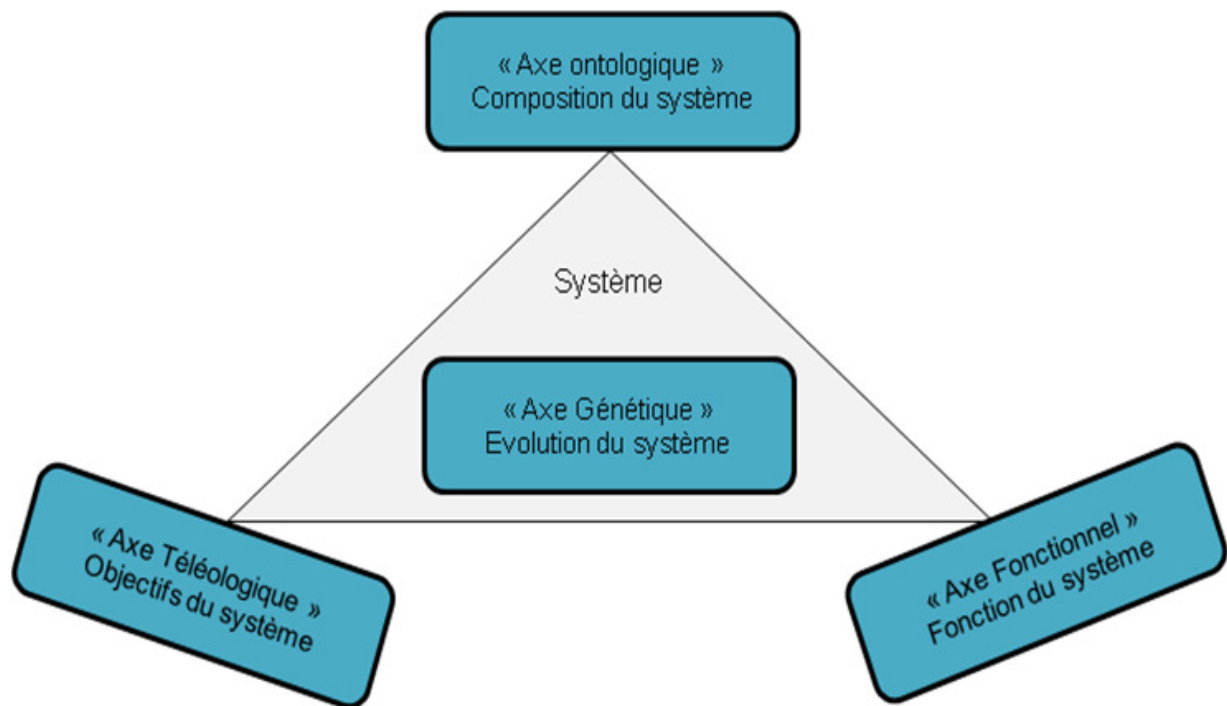 « Axe ontologique »
Composition du système
Système
« Axe Génétique »
Evolution du système
« Axe Téléologique »
Objectifs du système
« Axe Fonctionnel »
Fonction du système